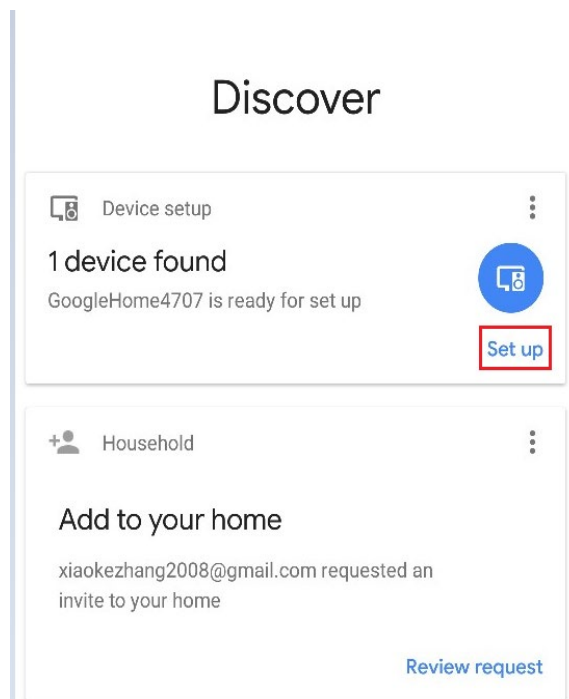 Discover
Device setup
1 device found
GoogleHome4707 is ready for set up
Set up
Household
Add to your home
xiaokezhang2008@gmail.com requested an
invite to your home
Review request